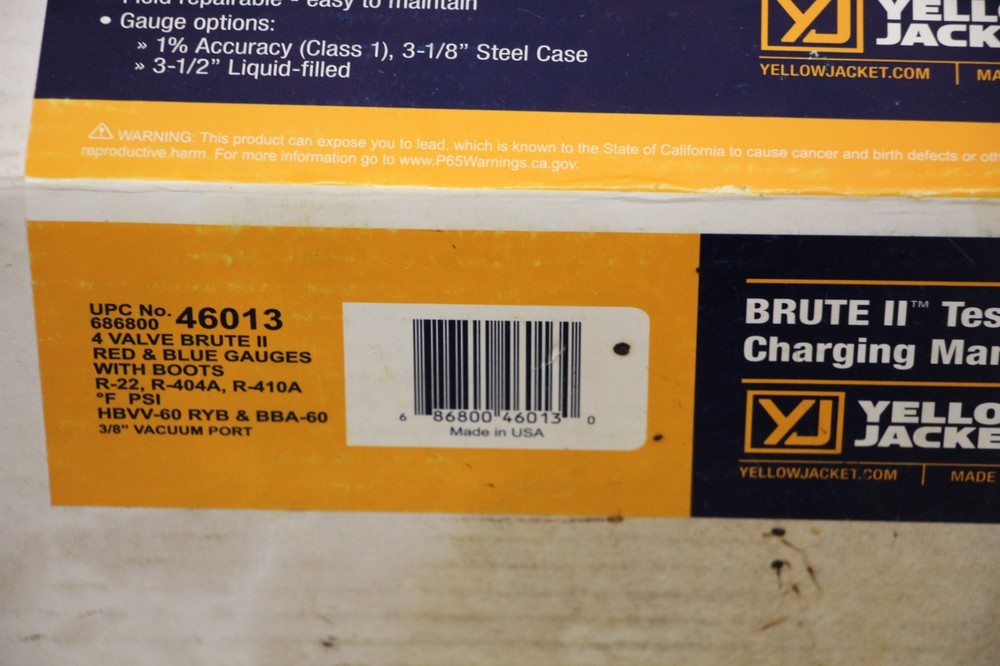 Field repairable - easy to maintain
• Gauge options:
» 1% Accuracy (Class 1), 3-1/8” Steel Case
» 3-1/2” Liquid-filled
YJ YELL
JACK
YELLOWJACKET.COM | MA
⚠ WARNING: This product can expose you to lead, which is known to the State of California to cause cancer and birth defects or oth
reproductive harm. For more information go to www.P65Warnings.ca.gov.
UPC No. 46013
686800
4 VALVE BRUTE II
RED & BLUE GAUGES
WITH BOOTS
R-22, R-404A, R-410A
°F PSI
HBVV-60 RYB & BBA-60
3/8" VACUUM PORT
6 86800 46013 0
Made in USA
BRUTE II™ Tes
Charging Man
YJ YELLO
JACKE
YELLOWJACKET.COM | MADE